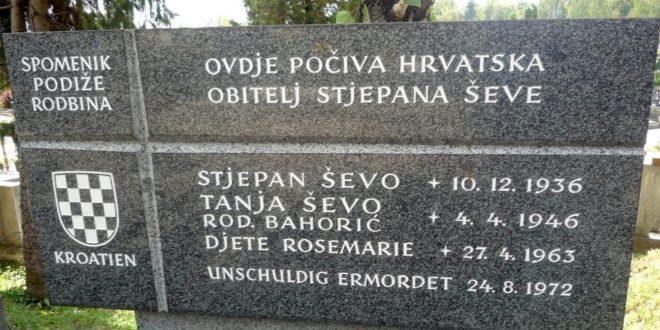 SPOMENIK
PODIŽE
RODBINA
OVDJE POČIVA HRVATSKA
OBITELJ STJEPANA ŠEVE
KROATIEN
STJEPAN ŠEVO + 10. 12. 1936
TANJA ŠEVO
ROD. BAHORIĆ + 4. 4. 1946
DJETE ROSEMARIE + 27. 4. 1963
UNSCHULDIG ERMORDET 24. 8. 1972